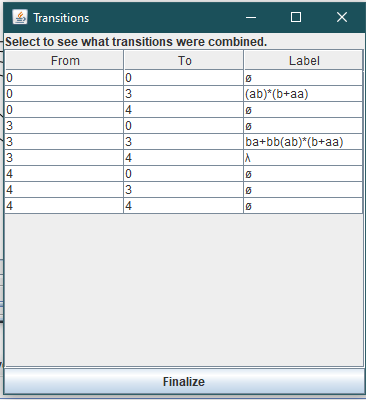 Transitions
Select to see what transitions were combined.
From To Label
0 0 ø
0 3 (ab)*(b+aa)
0 4 ø
3 0 ø
3 3 ba+bb(ab)*(b+aa)
3 4 λ
4 0 ø
4 3 ø
4 4 ø
Finalize